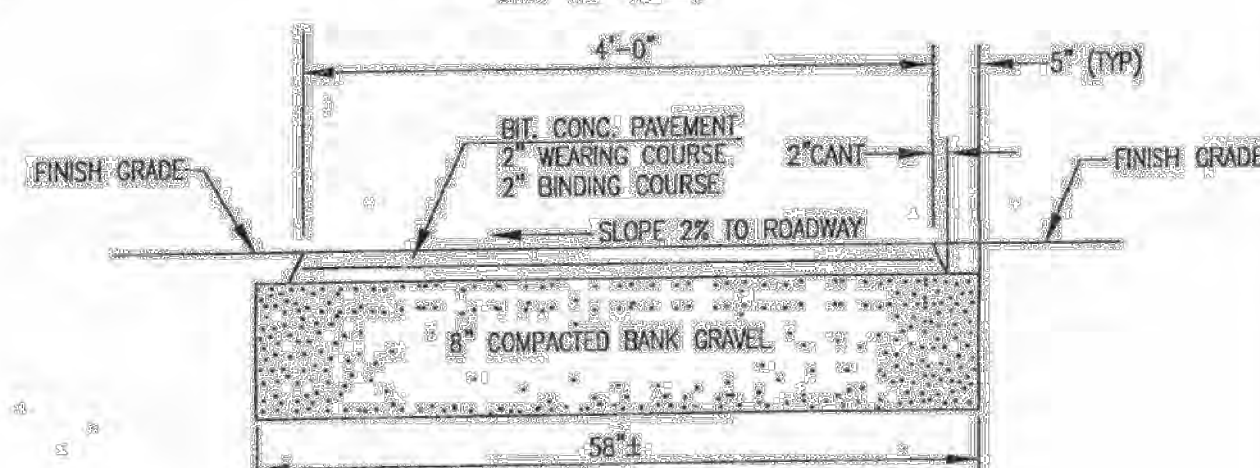 4'-0"
5" (TYP)
BIT. CONC. PAVEMENT
2" WEARING COURSE
2" BINDING COURSE
2"CANT
FINISH GRADE
FINISH GRADE
SLOPE 2% TO ROADWAY
8" COMPACTED BANK GRAVEL
58"±